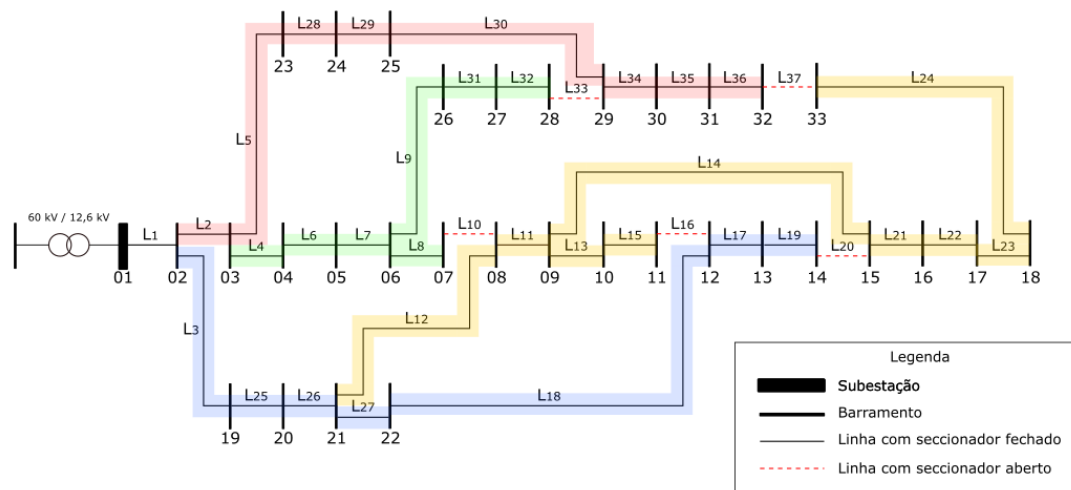 L28 L29 L30
23 24 25
L31 L32 L33 L34 L35 L36 L37 L24
26 27 28 29 30 31 32 33
L5
L9
L14
60 kV / 12,6 kV
L1 L2 L4 L6 L7 L8 L10 L11 L13 L15 L16 L17 L19 L20 L21 L22 L23
01 02 03 04 05 06 07 08 09 10 11 12 13 14 15 16 17 18
L3
L12
L25 L26 L27 L18
19 20 21 22
Legenda
Subestação
Barramento
Linha com seccionador fechado
Linha com seccionador aberto